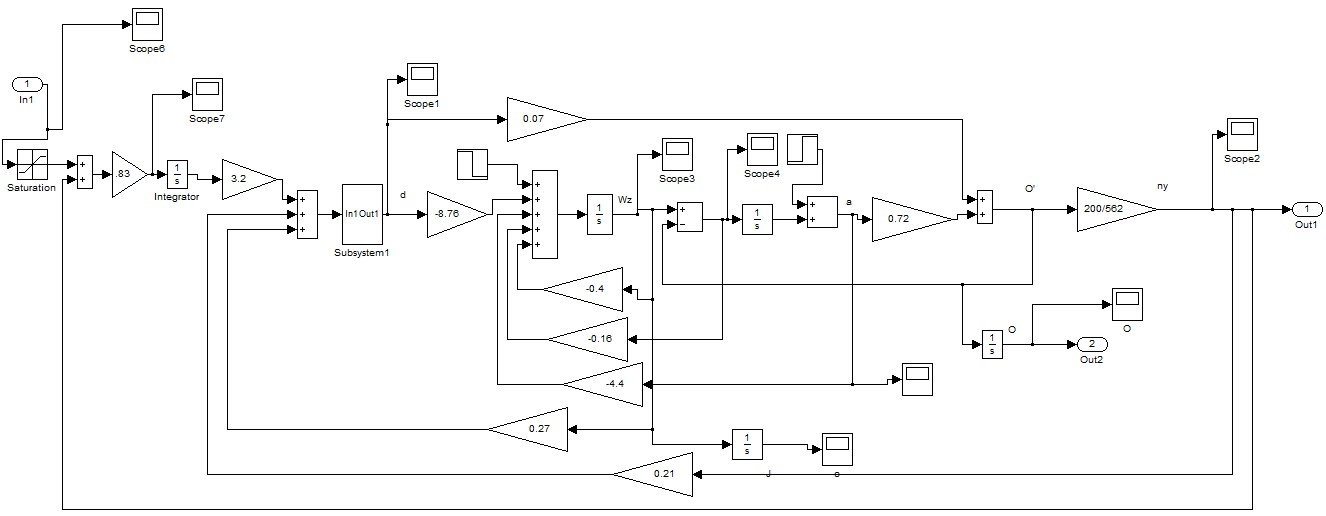 Scope6
1
In1
Scope7
Scope1
Saturation
.83
1
s
Integrator
3.2
In1Out1
Subsystem1
d
0.07
-8.76
1
s
Wz
Scope3
Scope4
1
s
a
0.72
O'
200/562
ny
Scope2
1
Out1
-0.4
-0.16
-4.4
0.27
0.21
1
s
J
o
1
s
O
O
2
Out2